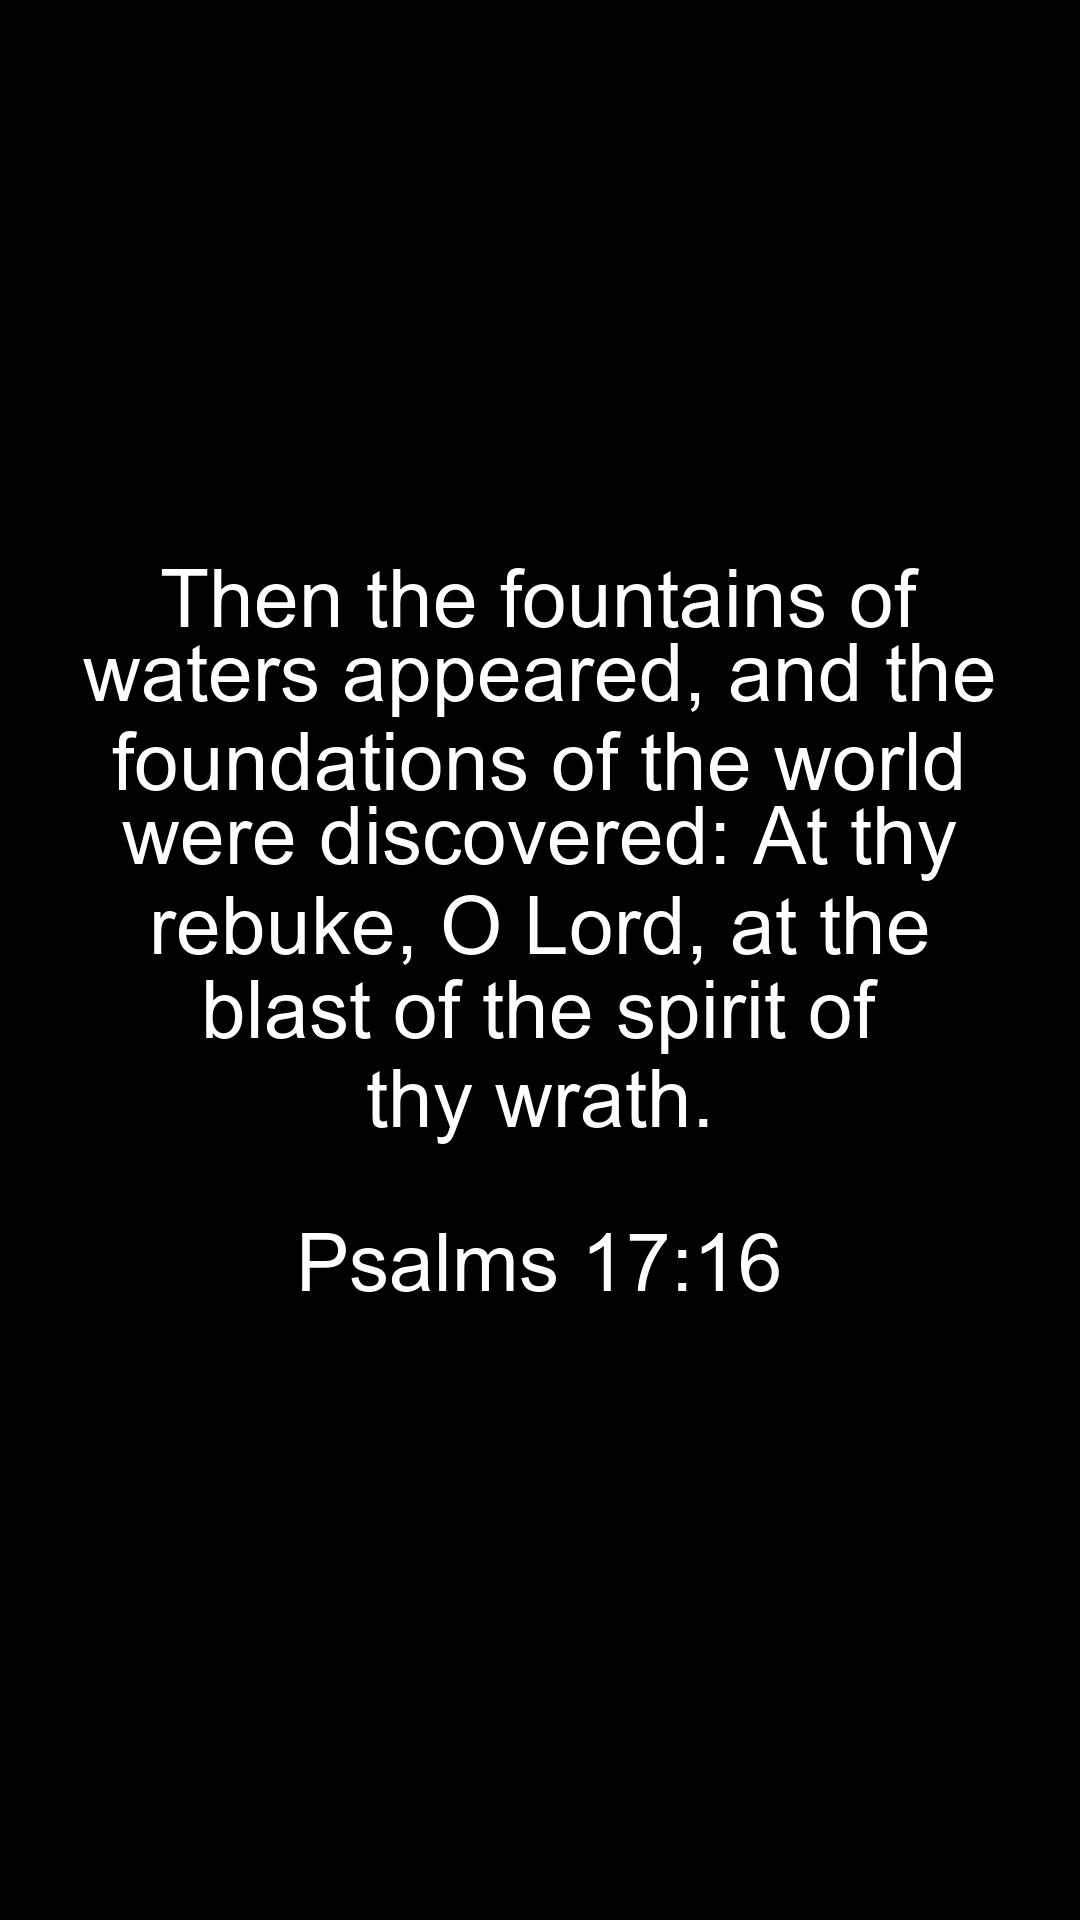 Then the fountains of
waters appeared, and the
foundations of the world
were discovered: At thy
rebuke, O Lord, at the
blast of the spirit of
thy wrath.
Psalms 17:16